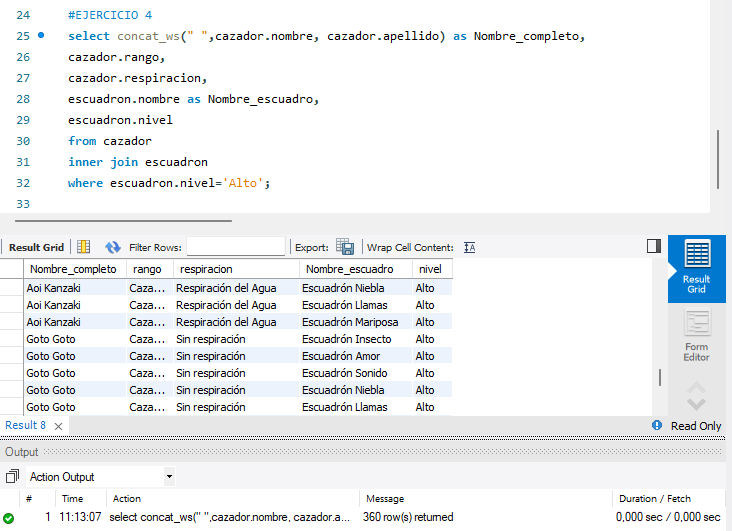 24 #EJERCICIO 4
25 select concat_ws(" ",cazador.nombre, cazador.apellido) as Nombre_completo,
26 cazador.rango,
27 cazador.respiracion,
28 escuadron.nombre as Nombre_escuadro,
29 escuadron.nivel
30 from cazador
31 inner join escuadron
32 where escuadron.nivel='Alto';
33
Result Grid Filter Rows: Export: Wrap Cell Content: IA
Nombre_completo rango respiracion Nombre_escuadro nivel
Aoi Kanzaki Caza... Respiración del Agua Escuadrón Niebla Alto
Aoi Kanzaki Caza... Respiración del Agua Escuadrón Llamas Alto
Aoi Kanzaki Caza... Respiración del Agua Escuadrón Mariposa Alto
Goto Goto Caza... Sin respiración Escuadrón Insecto Alto
Goto Goto Caza... Sin respiración Escuadrón Amor Alto
Goto Goto Caza... Sin respiración Escuadrón Sonido Alto
Goto Goto Caza... Sin respiración Escuadrón Niebla Alto
Goto Goto Caza... Sin respiración Escuadrón Llamas Alto
Result
Grid
Form
Editor
Result 8 Read Only
Output
Action Output
# Time Action Message Duration / Fetch
1 11:13:07 select concat_ws(" ",cazador.nombre, cazador.a... 360 row(s) returned 0,000 sec / 0,000 sec